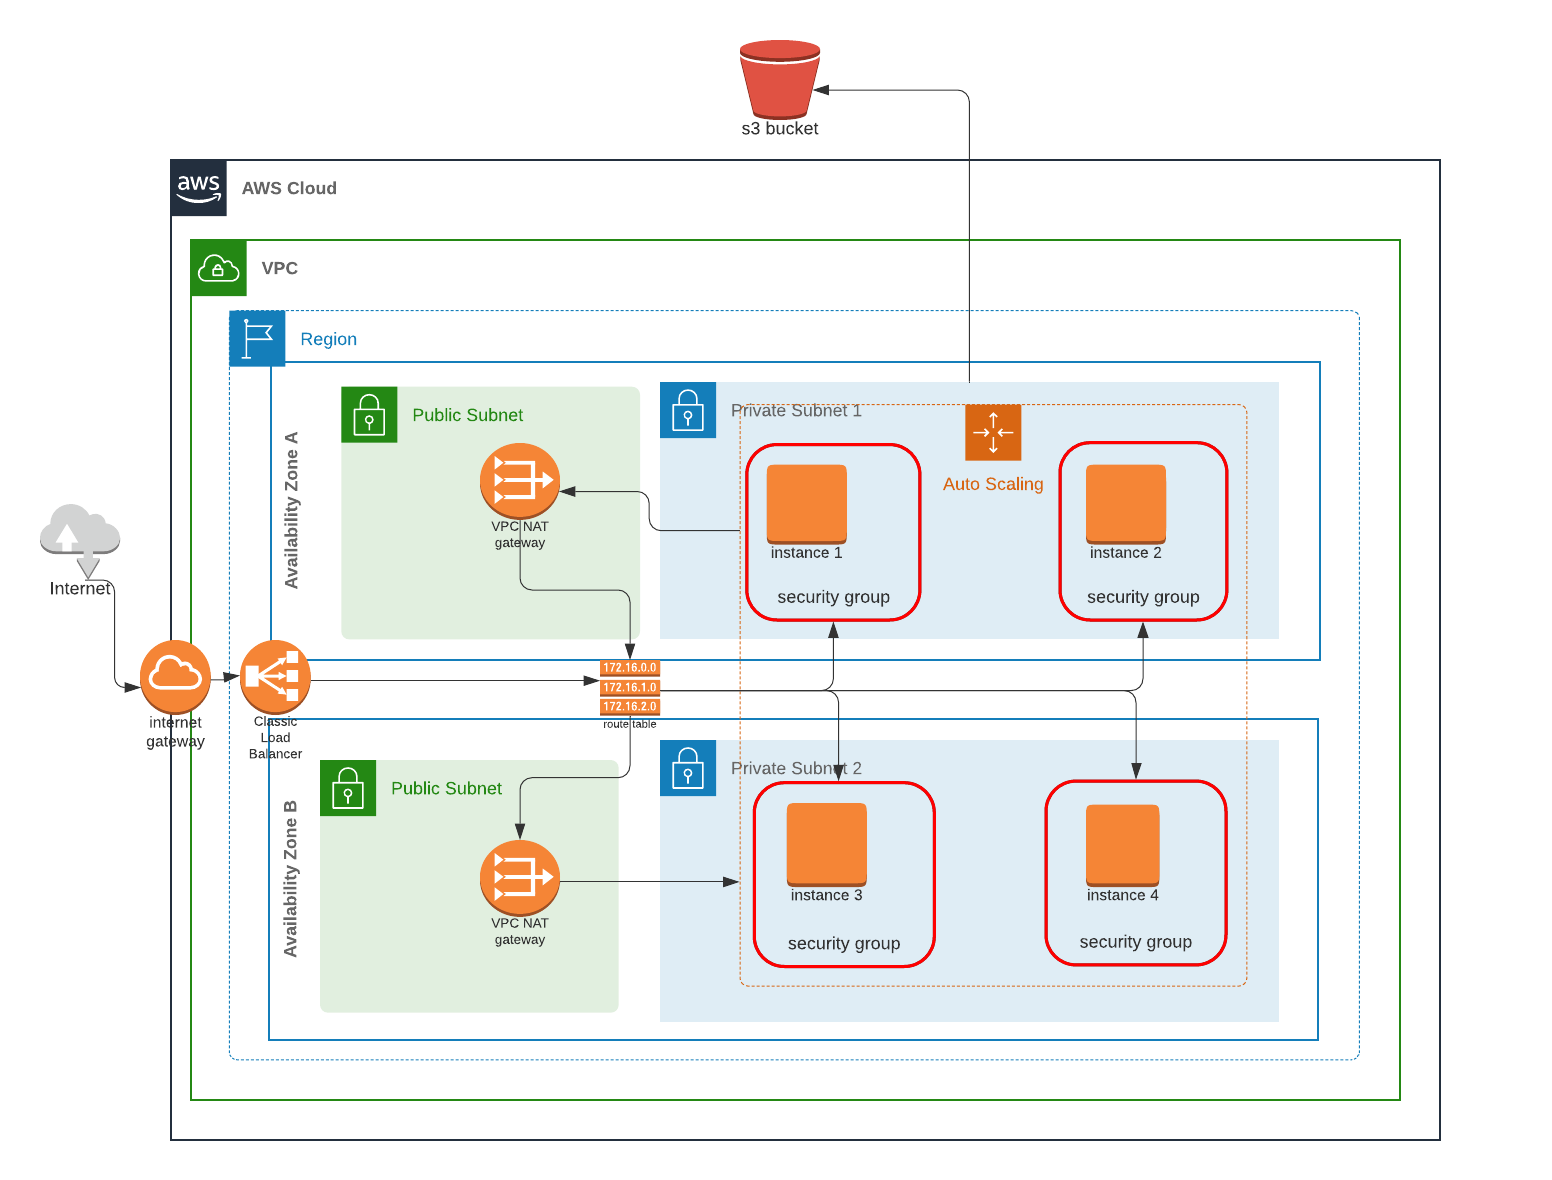 s3 bucket
aws
AWS Cloud
VPC
Region
Availability Zone A
Public Subnet
VPC NAT
gateway
Private Subnet 1
Auto Scaling
instance 1
security group
instance 2
security group
Internet
internet
gateway
Classic
Load
Balancer
172.16.0.0
172.16.1.0
172.16.2.0
route table
Availability Zone B
Public Subnet
VPC NAT
gateway
Private Subnet 2
instance 3
security group
instance 4
security group